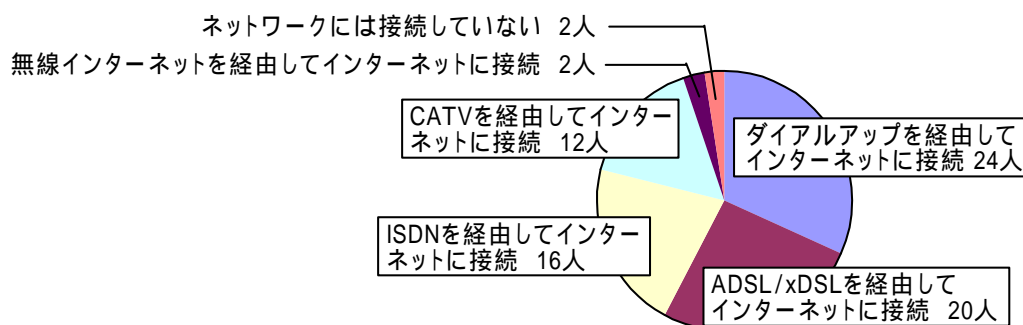 ネットワークには接続していない 2人
無線インターネットを経由してインターネットに接続 2人
CATVを経由してインター
ネットに接続 12人
ダイアルアップを経由して
インターネットに接続 24人
ISDNを経由してインター
ネットに接続 16人
ADSL/xDSLを経由して
インターネットに接続 20人